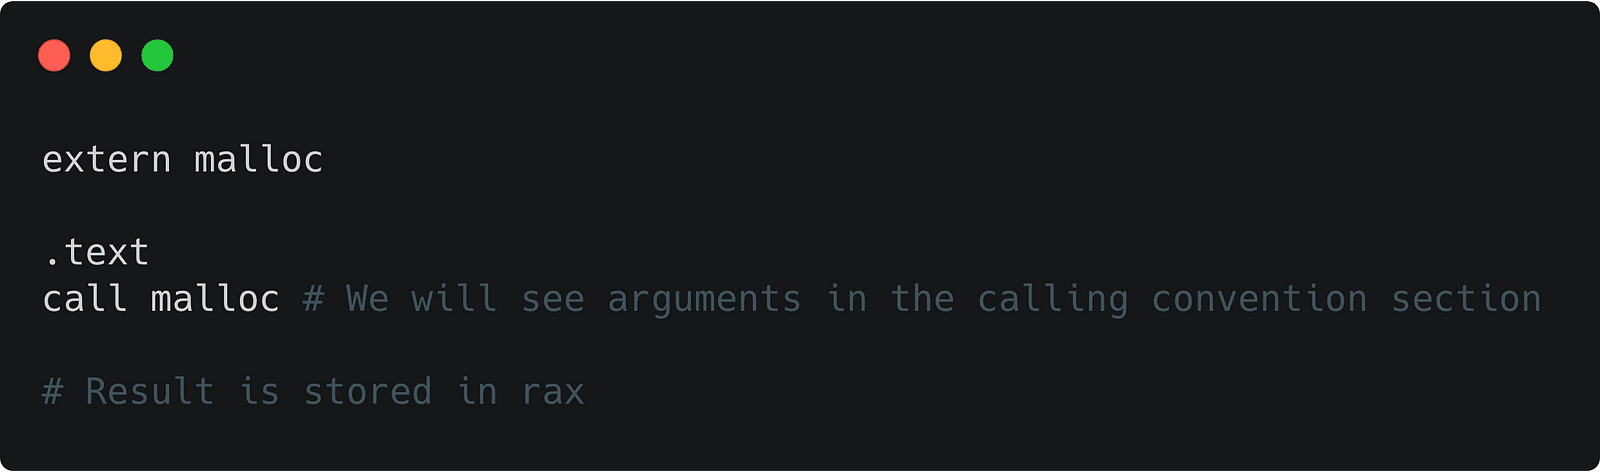 extern malloc
.text
call malloc # We will see arguments in the calling convention section
# Result is stored in rax